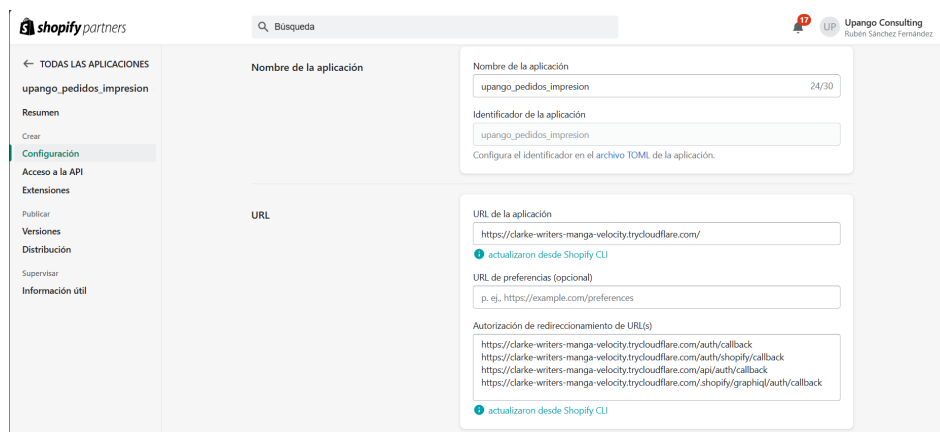 shopify partners
Búsqueda
17
UP
Upango Consulting
Rubén Sánchez Fernández
← TODAS LAS APLICACIONES
upango_pedidos_impresion
Resumen
Crear
Configuración
Acceso a la API
Extensiones
Publicar
Versiones
Distribución
Supervisar
Información útil
Nombre de la aplicación
Nombre de la aplicación
upango_pedidos_impresion 24/30
Identificador de la aplicación
upango_pedidos_impresion
Configura el identificador en el archivo TOML de la aplicación.
URL
URL de la aplicación
https://clarke-writers-manga-velocity.trycloudflare.com/
actualizaron desde Shopify CLI
URL de preferencias (opcional)
p. ej., https://example.com/preferences
Autorización de redireccionamiento de URL(s)
https://clarke-writers-manga-velocity.trycloudflare.com/auth/callback
https://clarke-writers-manga-velocity.trycloudflare.com/auth/shopify/callback
https://clarke-writers-manga-velocity.trycloudflare.com/api/auth/callback
https://clarke-writers-manga-velocity.trycloudflare.com/.shopify/graphiql/auth/callback
actualizaron desde Shopify CLI